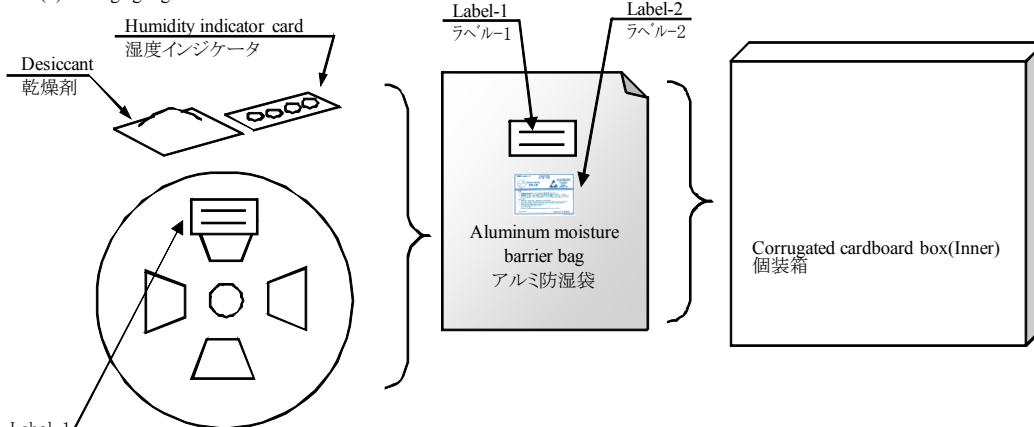 Humidity indicator card
湿度インジケータ
Desiccant
乾燥剤
Label-1
ラベル-1
Label-2
ラベル-2
Aluminum moisture
barrier bag
アルミ防湿袋
Corrugated cardboard box(Inner)
個装箱
Label-1